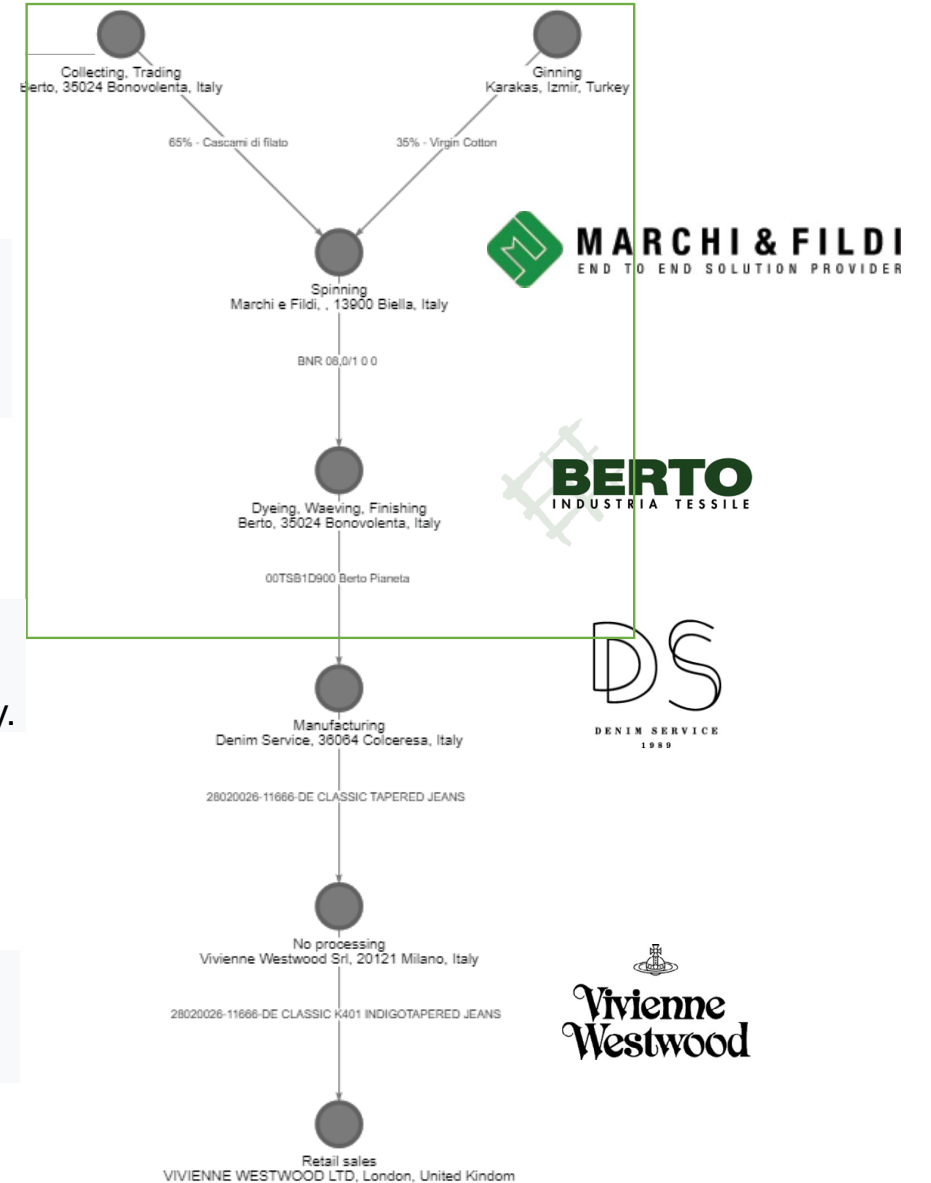 Collecting, Trading
Berto, 35024 Bonovolenta, Italy
Ginning
Karakas, Izmir, Turkey
65% - Cascami di filato
35% - Virgin Cotton
MARCHI & FILDI
END TO END SOLUTION PROVIDER
Spinning
Marchi e Fildi, , 13900 Biella, Italy
BNR 08,0/1 0 0
BERTO
INDUSTRIA TESSILE
Dyeing, Waeving, Finishing
Berto, 35024 Bonovolenta, Italy
00TSB1D900 Berto Pianeta
DS
DENIM SERVICE
1989
y.
Manufacturing
Denim Service, 36064 Colceresa, Italy
28020026-11666-DE CLASSIC TAPERED JEANS
No processing
Vivienne Westwood Srl, 20121 Milano, Italy
Vivienne
Westwood
28020026-11666-DE CLASSIC K401 INDIGOTAPERED JEANS
Retail sales
VIVIENNE WESTWOOD LTD, London, United Kindom